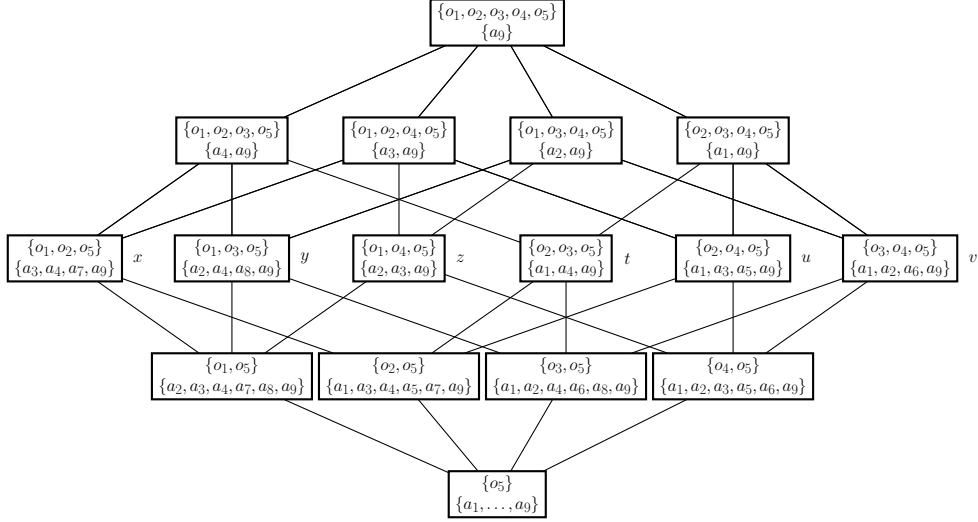 {o₁, o₂, o₃, o₄, o₅}
{a₉}
{o₁, o₂, o₃, o₅}
{a₄, a₉}
{o₁, o₂, o₄, o₅}
{a₃, a₉}
{o₁, o₃, o₄, o₅}
{a₂, a₉}
{o₂, o₃, o₄, o₅}
{a₁, a₉}
{o₁, o₂, o₅}
{a₃, a₄, a₇, a₉}
x
{o₁, o₃, o₅}
{a₂, a₄, a₈, a₉}
y
{o₁, o₄, o₅}
{a₂, a₃, a₉}
z
{o₂, o₃, o₅}
{a₁, a₄, a₉}
t
{o₂, o₄, o₅}
{a₁, a₃, a₅, a₉}
u
{o₃, o₄, o₅}
{a₁, a₂, a₆, a₉}
v
{o₁, o₅}
{a₂, a₃, a₄, a₇, a₈, a₉}
{o₂, o₅}
{a₁, a₃, a₄, a₅, a₇, a₉}
{o₃, o₅}
{a₁, a₂, a₄, a₆, a₈, a₉}
{o₄, o₅}
{a₁, a₂, a₃, a₅, a₆, a₉}
{o₅}
{a₁, . . . , a₉}